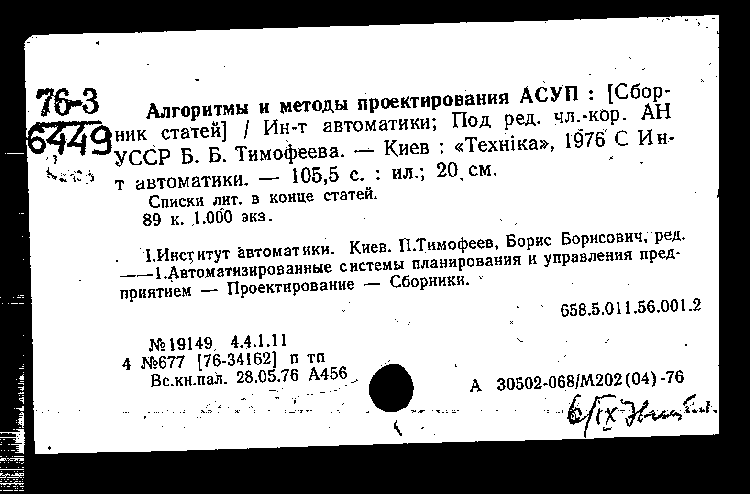 76-3
6449
Алгоритмы и методы проектирования АСУП : [Сбор-
ник статей] / Ин-т автоматики; Под ред. чл.-кор. АН
УССР Б. Б. Тимофеева. — Киев : «Техніка», 1976 С Ин-
т автоматики. — 105,5 с. : ил.; 20 см.
Списки лит. в конце статей.
89 к. 1.000 экз.
I.Институт автоматики. Киев. П.Тимофеев, Борис Борисович, ред.
——1.Автоматизированные системы планирования и управления пред-
приятием — Проектирование — Сборники.
658.5.011.56.001.2
№19149 4.4.1.11
4 №677 [76-34162] п тп
Вс.кн.пал. 28.05.76 А456
А 30502-068/М202(04)-76
6/IX